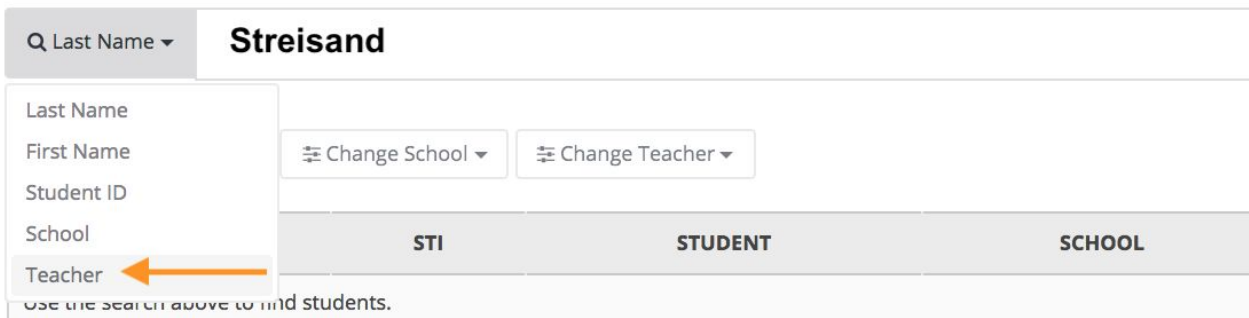 Last Name Streisand
Last Name
First Name
Change School Change Teacher
Student ID
School
STI STUDENT SCHOOL
Teacher
Use the search above to find students.